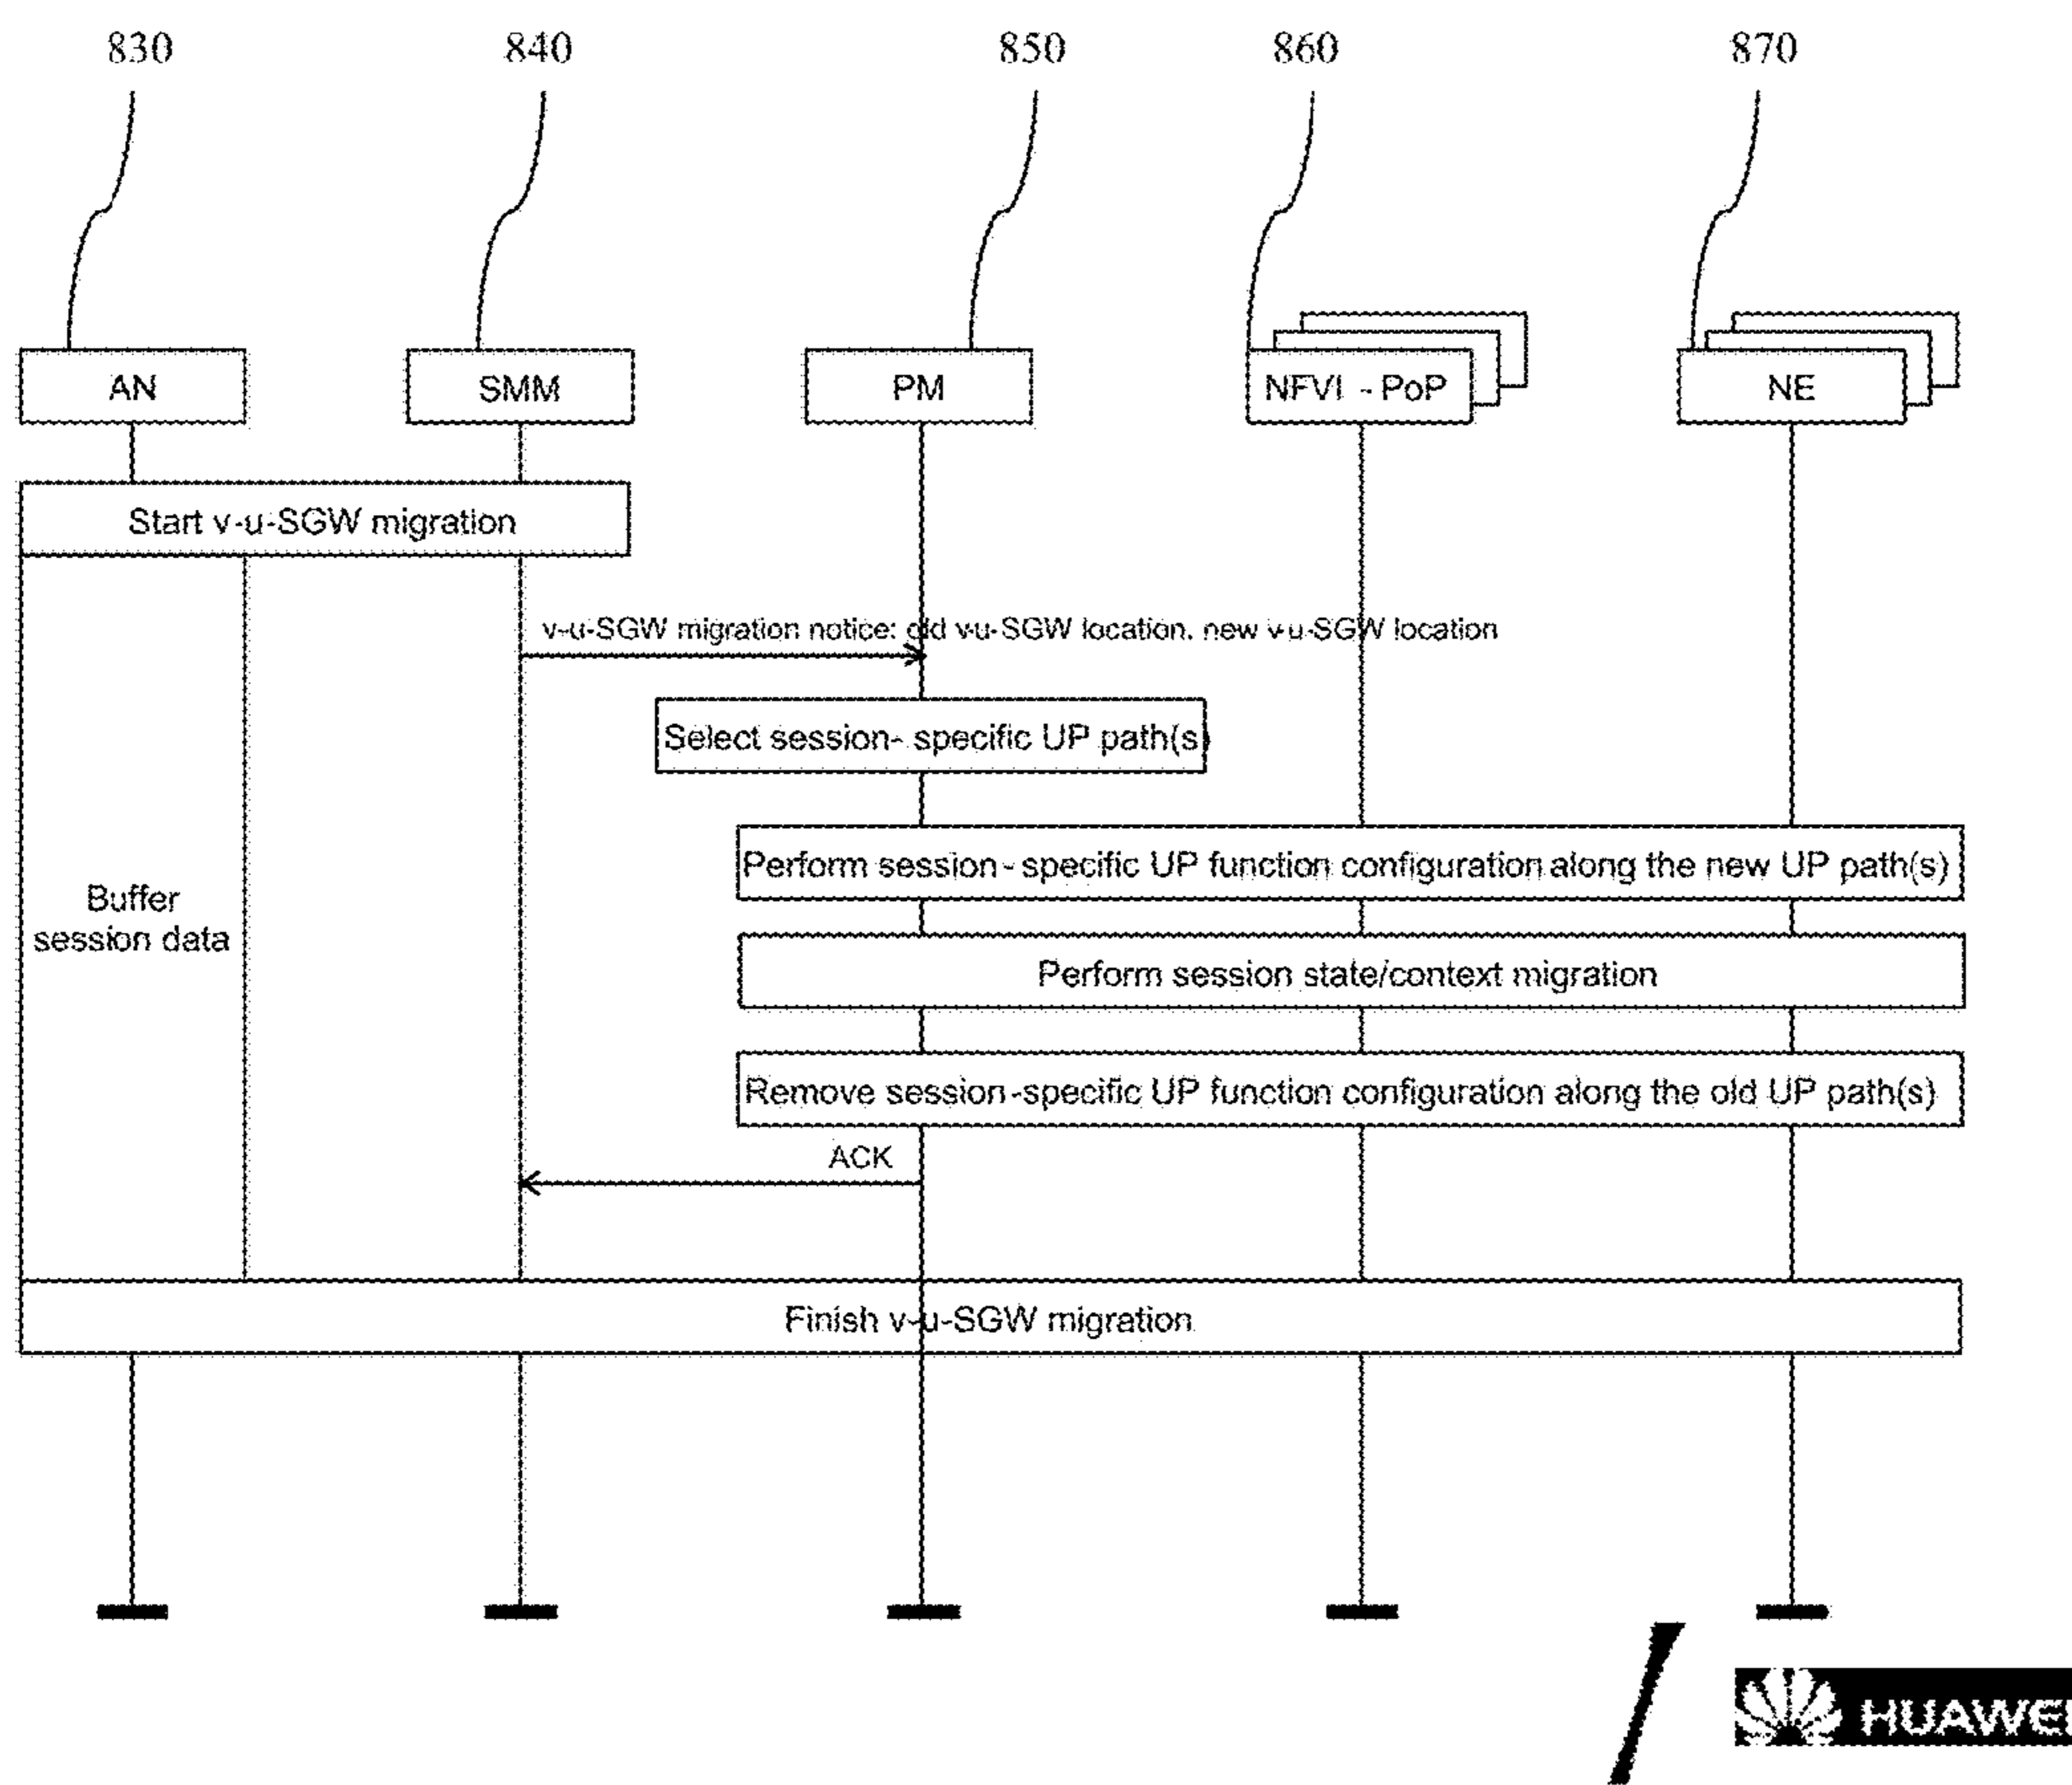 830 840 850 860 870
AN SMM PM NFVI - PoP NE
Start v-u-SGW migration
v-u-SGW migration notice: old v-u-SGW location, new v-u-SGW location
Select session- specific UP path(s)
Perform session- specific UP function configuration along the new UP path(s)
Buffer
session data
Perform session state/context migration
Remove session-specific UP function configuration along the old UP path(s)
ACK
Finish v-u-SGW migration
HUAWEI